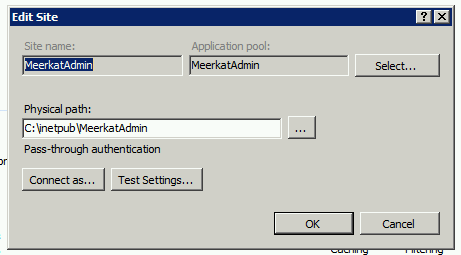 Edit Site
Site name:
Application pool:
MeerkatAdmin
MeerkatAdmin
Select...
Physical path:
C:\inetpub\MeerkatAdmin
...
Pass-through authentication
Connect as...
Test Settings...
OK
Cancel